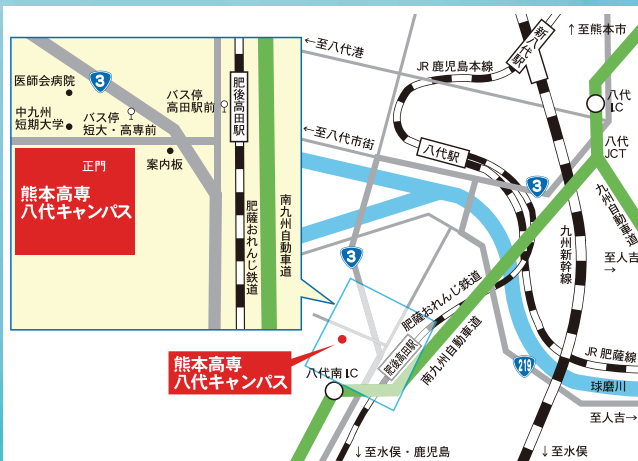 医師会病院
3
バス停
短大・高専前
バス停
高田駅前
肥後高田駅
中九州
短期大学
案内板
正門
熊本高専
八代キャンパス
肥薩おれんじ鉄道
南九州自動車道
←至八代港
JR鹿児島本線
新八代駅
↑至熊本市
八代
IC
八代
JCT
←至八代市街
八代駅
3
九州自動車道
九州新幹線
至人吉
→
3
肥薩おれんじ鉄道
肥後高田駅
南九州自動車道
熊本高専
八代キャンパス
八代南IC
219
JR肥薩線
球磨川
至人吉→
↓至水俣・鹿児島
↓至水俣